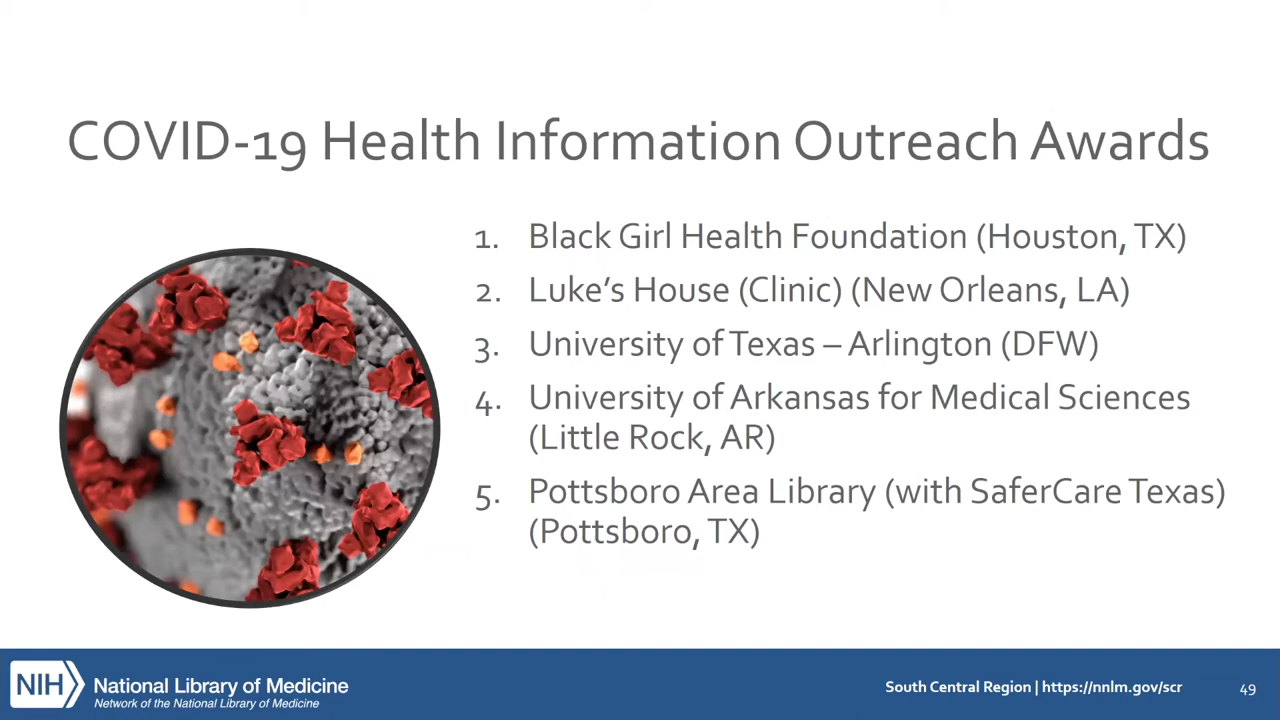 COVID-19 Health Information Outreach Awards
1. Black Girl Health Foundation (Houston, TX)
2. Luke’s House (Clinic) (New Orleans, LA)
3. University of Texas – Arlington (DFW)
4. University of Arkansas for Medical Sciences
(Little Rock, AR)
5. Pottsboro Area Library (with SaferCare Texas)
(Pottsboro, TX)
NIH National Library of Medicine
Network of the National Library of Medicine
South Central Region | https://nnlm.gov/scr
49